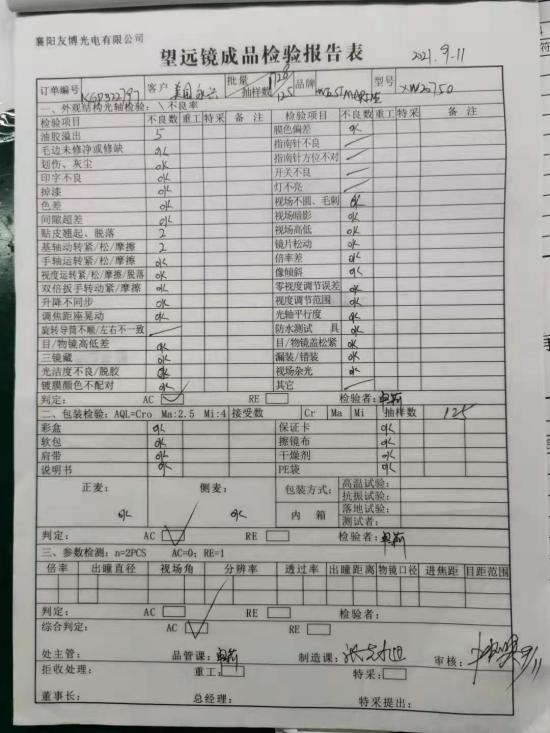 襄阳友博光电有限公司
望远镜成品检验报告表 2021.9-11
订单编号 客户 美国 批量 抽样数 125 品牌 WEST MARINE 型号
一、外观结构光轴检验: \ 不良率
检验项目 不良数 重工 特采 备 注 检验项目 不良数 重工 特采 备 注
油胶溢出 5 膜色偏差 ok
毛边未修净或修缺 ok 指南针不良
划伤、灰尘 ok 指南针方位不对
印字不良 ok 开关不良
掉漆 ok 灯不亮
色差 ok 视场不圆、毛刺 ok
间隙超差 ok 视场暗影 ok
贴皮翘起、脱落 2 视场高低 ok
基轴动转紧/松/摩擦 2 镜片松动 ok
手轴运转紧/松/摩擦 ok 倍率差 ok
视度运转紧/松/摩擦/脱落 ok 像倾斜 ok
双倍扳手转动紧/摩擦 ok 零视度调节误差 ok
升降不同步 ok 视度调节范围 ok
调焦距座晃动 ok 光轴平行度 ok
旋转导筒不顺/左右不一致 防水测试 具 ok
目/物镜高低差 ok 目/物镜盖松紧 ok
三镜藏 ok 漏装/错装 ok
光洁度不良/脱胶 ok 视场杂光 ok
镀膜颜色不配对 ok 其它
判定: AC RE 检验者:
二、包装检验: AQL=Cro Ma:2.5 Mi:4 接受数 Cr Ma Mi 抽样数 125
彩盒 ok 保证卡 ok
软包 ok 擦镜布 ok
肩带 ok 干燥剂 ok
说明书 ok PE袋 ok
正麦: 侧麦: 包装方式: 高温试验:
抗振试验:
ok ok 内 箱 落地试验:
测试者:
判定: AC RE 检验者:
三、参数检测: n=2PCS AC=0; RE=1
倍率 出瞳直径 视场角 分辨率 透过率 出瞳距离 物镜口径 进焦距 目距范围
判定: AC RE 检验者:
综合判定: AC RE
处主管: 品管课: 制造课: 审核: 9/11
拒收处理: 重工: 特采:
董事长: 总经理: 特采提出: